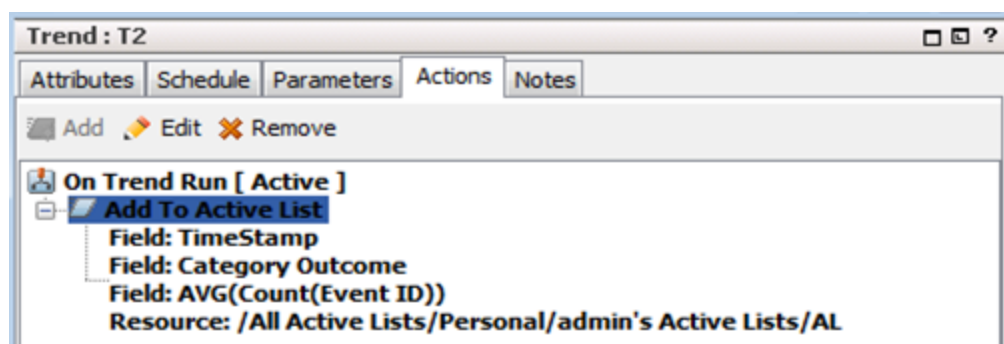 Trend : T2 ?
Attributes Schedule Parameters Actions Notes
Add Edit Remove
On Trend Run [ Active ]
Add To Active List
Field: TimeStamp
Field: Category Outcome
Field: AVG(Count(Event ID))
Resource: /All Active Lists/Personal/admin's Active Lists/AL